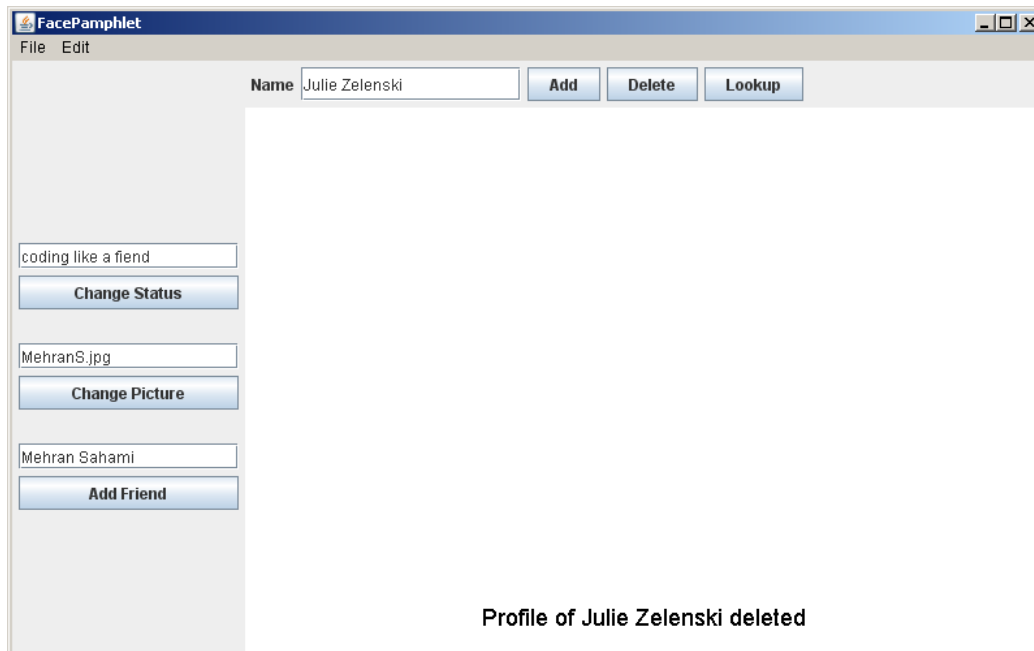 FacePamphlet
File Edit
Name Julie Zelenski Add Delete Lookup
coding like a fiend
Change Status
MehranS.jpg
Change Picture
Mehran Sahami
Add Friend
Profile of Julie Zelenski deleted